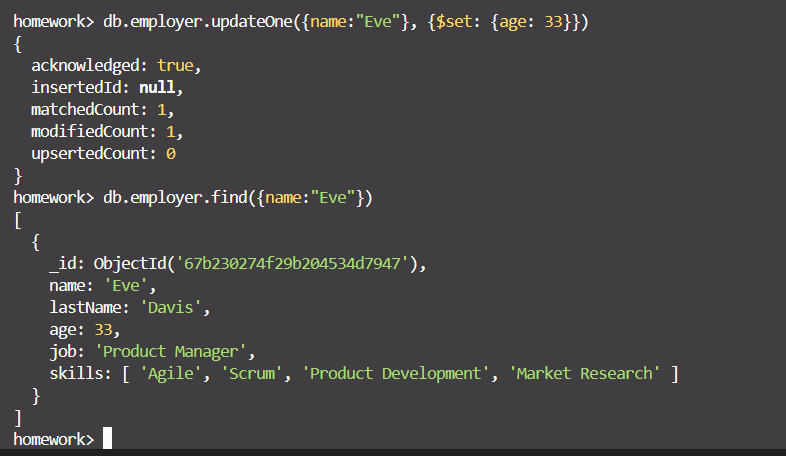 homework> db.employer.updateOne({name:"Eve"}, {$set: {age: 33}})
{
  acknowledged: true,
  insertedId: null,
  matchedCount: 1,
  modifiedCount: 1,
  upsertedCount: 0
}
homework> db.employer.find({name:"Eve"})
[
  {
    _id: ObjectId('67b230274f29b204534d7947'),
    name: 'Eve',
    lastName: 'Davis',
    age: 33,
    job: 'Product Manager',
    skills: [ 'Agile', 'Scrum', 'Product Development', 'Market Research' ]
  }
]
homework>